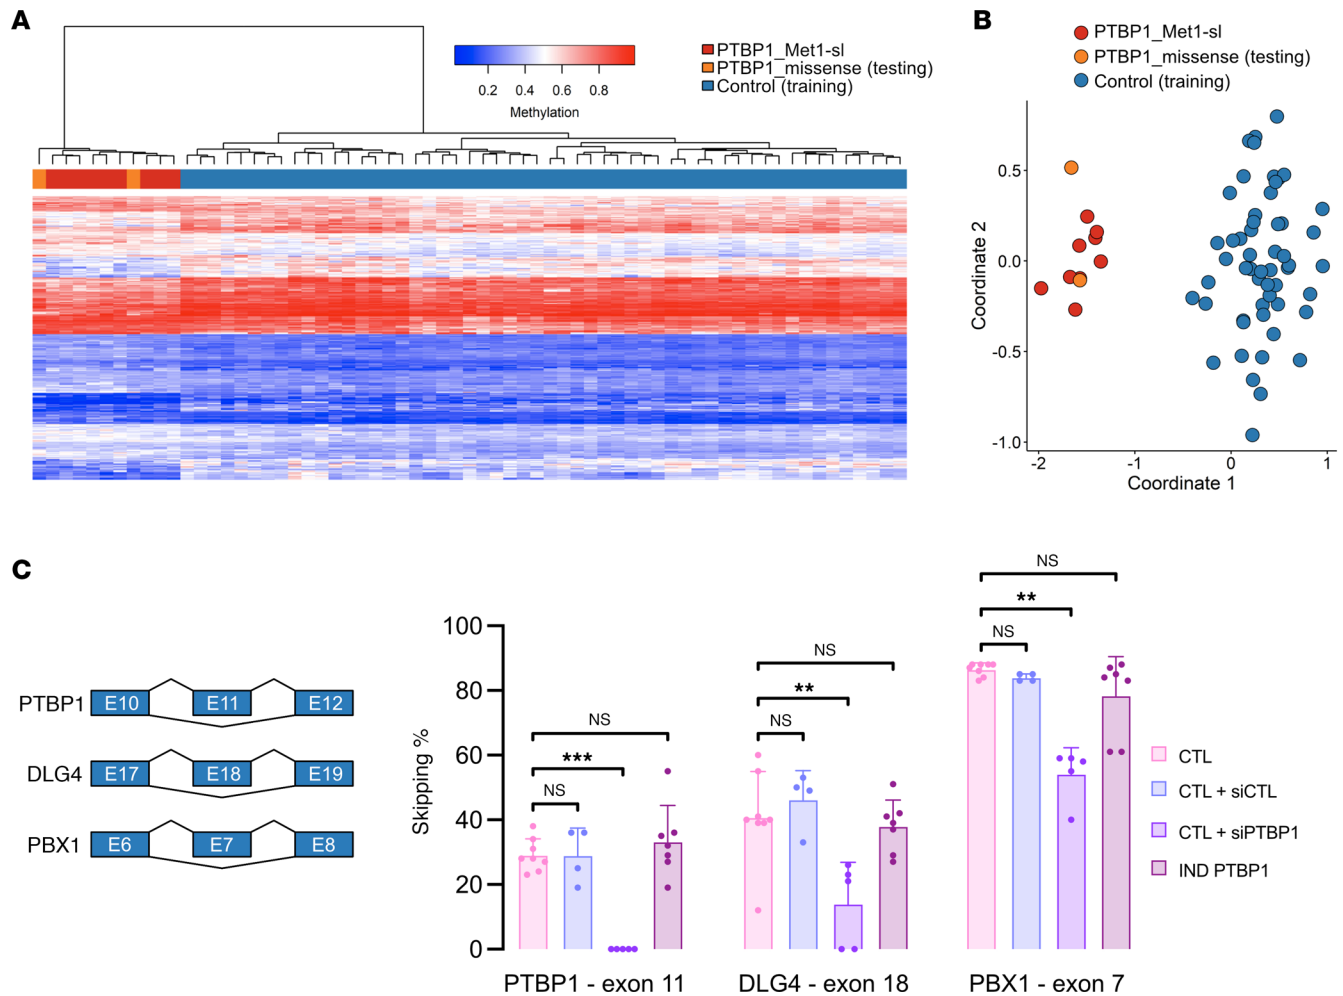 A
PTBP1_Met1-sl
PTBP1_missense (testing)
Control (training)
0.2 0.4 0.6 0.8
Methylation
B
PTBP1_Met1-sl
PTBP1_missense (testing)
Control (training)
Coordinate 2
0.5
0.0
-0.5
-1.0
-2 -1 0 1
Coordinate 1
C
PTBP1 E10 E11 E12
DLG4 E17 E18 E19
PBX1 E6 E7 E8
Skipping %
100
80
60
40
20
0
NS
***
NS
NS
**
NS
NS
**
NS
PTBP1 - exon 11
DLG4 - exon 18
PBX1 - exon 7
CTL
CTL + siCTL
CTL + siPTBP1
IND PTBP1